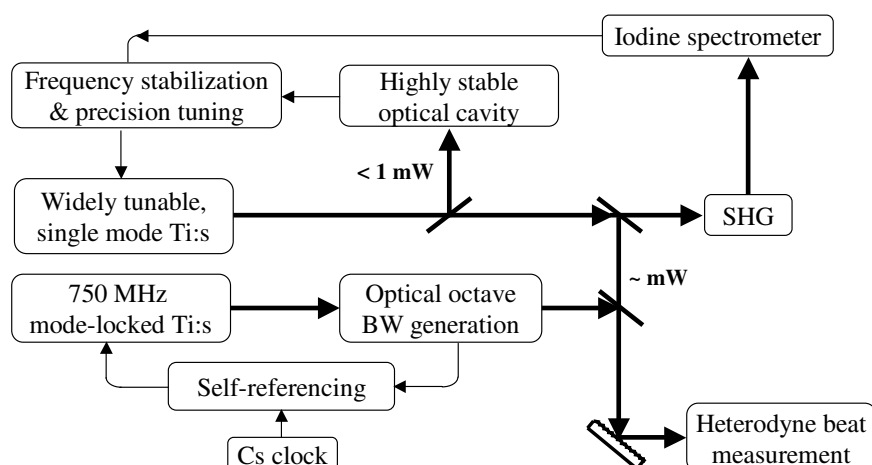 Iodine spectrometer
Frequency stabilization
& precision tuning
Highly stable
optical cavity
< 1 mW
Widely tunable,
single mode Ti:s
SHG
~ mW
750 MHz
mode-locked Ti:s
Optical octave
BW generation
Self-referencing
Cs clock
Heterodyne beat
measurement